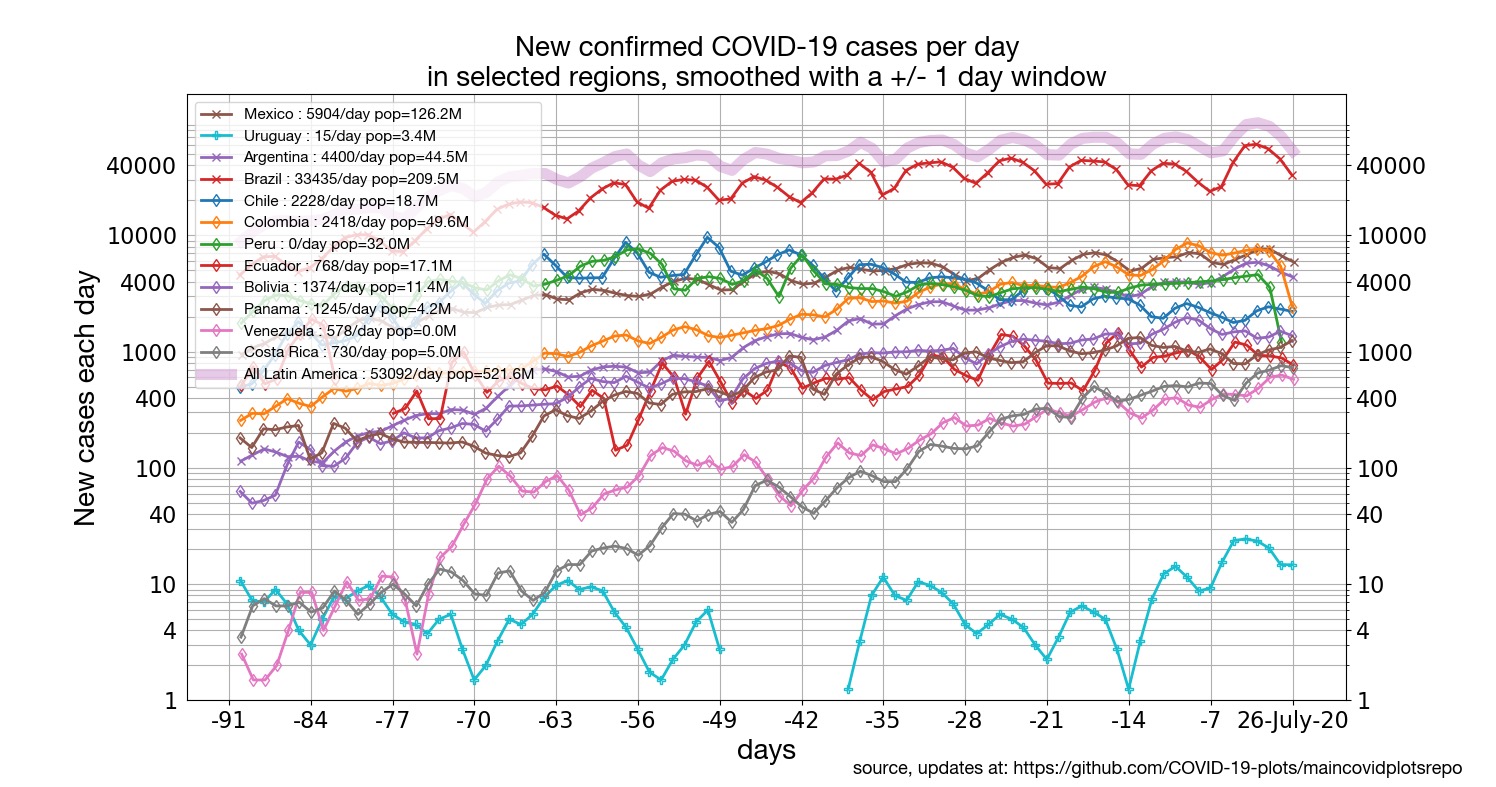 New confirmed COVID-19 cases per day
in selected regions, smoothed with a +/- 1 day window
Mexico : 5904/day pop=126.2M
Uruguay : 15/day pop=3.4M
Argentina : 4400/day pop=44.5M
Brazil : 33435/day pop=209.5M
Chile : 2228/day pop=18.7M
Colombia : 2418/day pop=49.6M
Peru : 0/day pop=32.0M
Ecuador : 768/day pop=17.1M
Bolivia : 1374/day pop=11.4M
Panama : 1245/day pop=4.2M
Venezuela : 578/day pop=0.0M
Costa Rica : 730/day pop=5.0M
All Latin America : 53092/day pop=521.6M
New cases each day
40000
10000
4000
1000
400
100
40
10
4
1
40000
10000
4000
1000
400
100
40
10
4
1
-91 -84 -77 -70 -63 -56 -49 -42 -35 -28 -21 -14 -7 26-July-20
days
source, updates at: https://github.com/COVID-19-plots/maincovidplotsrepo